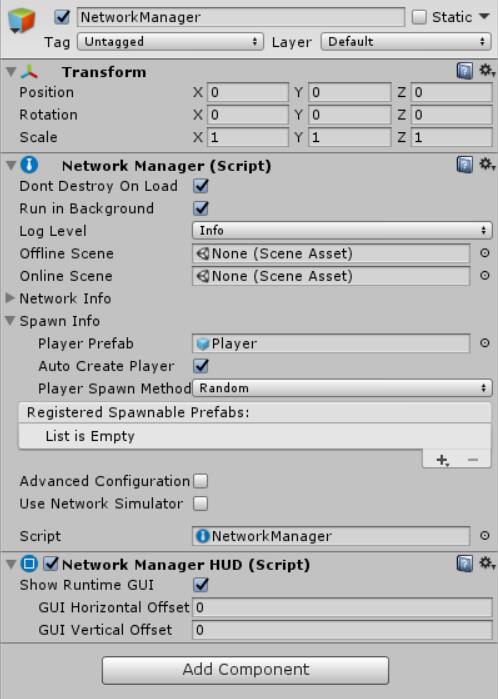 NetworkManager Static
Tag Untagged Layer Default
Transform
Position X 0 Y 0 Z 0
Rotation X 0 Y 0 Z 0
Scale X 1 Y 1 Z 1
Network Manager (Script)
Dont Destroy On Load
Run in Background
Log Level Info
Offline Scene None (Scene Asset)
Online Scene None (Scene Asset)
Network Info
Spawn Info
Player Prefab Player
Auto Create Player
Player Spawn Method Random
Registered Spawnable Prefabs:
List is Empty
+ −
Advanced Configuration
Use Network Simulator
Script NetworkManager
Network Manager HUD (Script)
Show Runtime GUI
GUI Horizontal Offset 0
GUI Vertical Offset 0
Add Component